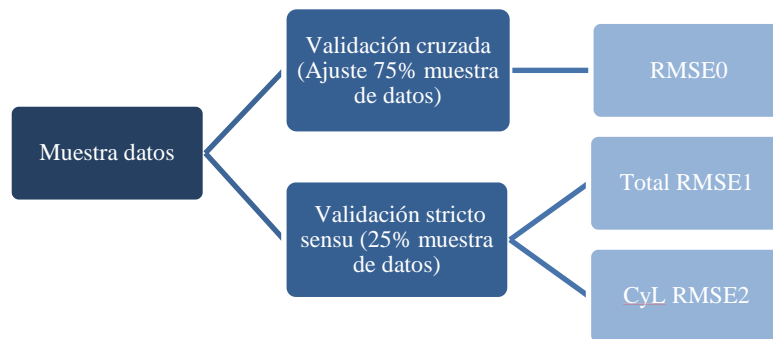 Muestra datos
Validación cruzada
(Ajuste 75% muestra
de datos)
RMSE0
Validación stricto
sensu (25% muestra
de datos)
Total RMSE1
CyL RMSE2